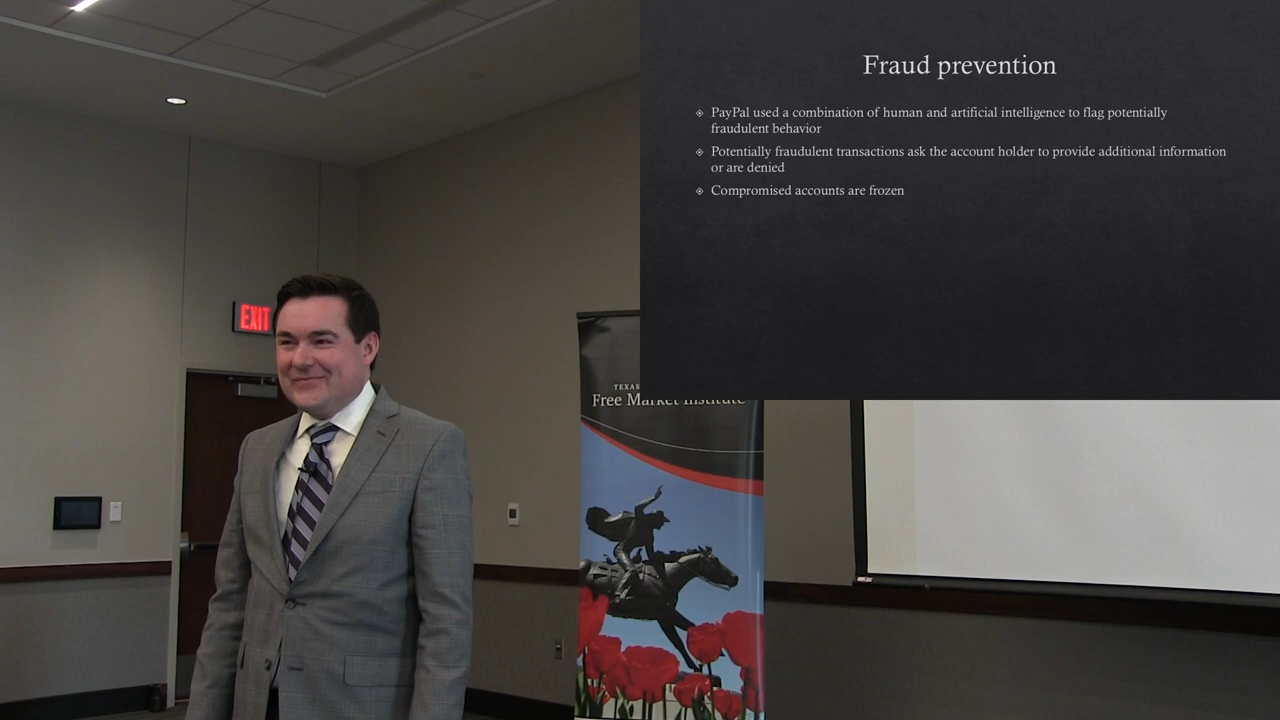 Fraud prevention
PayPal used a combination of human and artificial intelligence to flag potentially
fraudulent behavior
Potentially fraudulent transactions ask the account holder to provide additional information
or are denied
Compromised accounts are frozen
EXIT
TEXAS
Free Market Institute